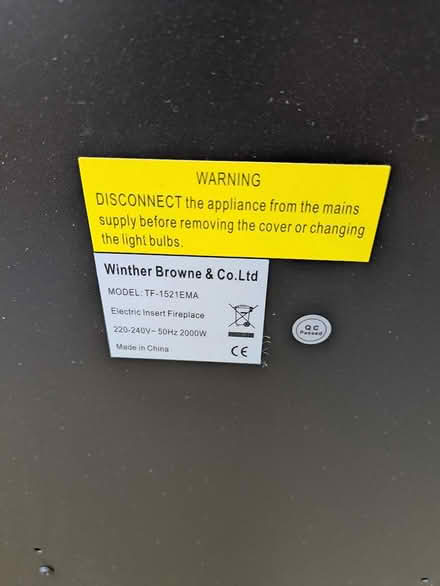 WARNING
DISCONNECT the appliance from the mains
supply before removing the cover or changing
the light bulbs.
Winther Browne & Co.Ltd
MODEL: TF-1521EMA
Electric Insert Fireplace
220-240V~ 50Hz 2000W
Made in China
CE
QC
Passed